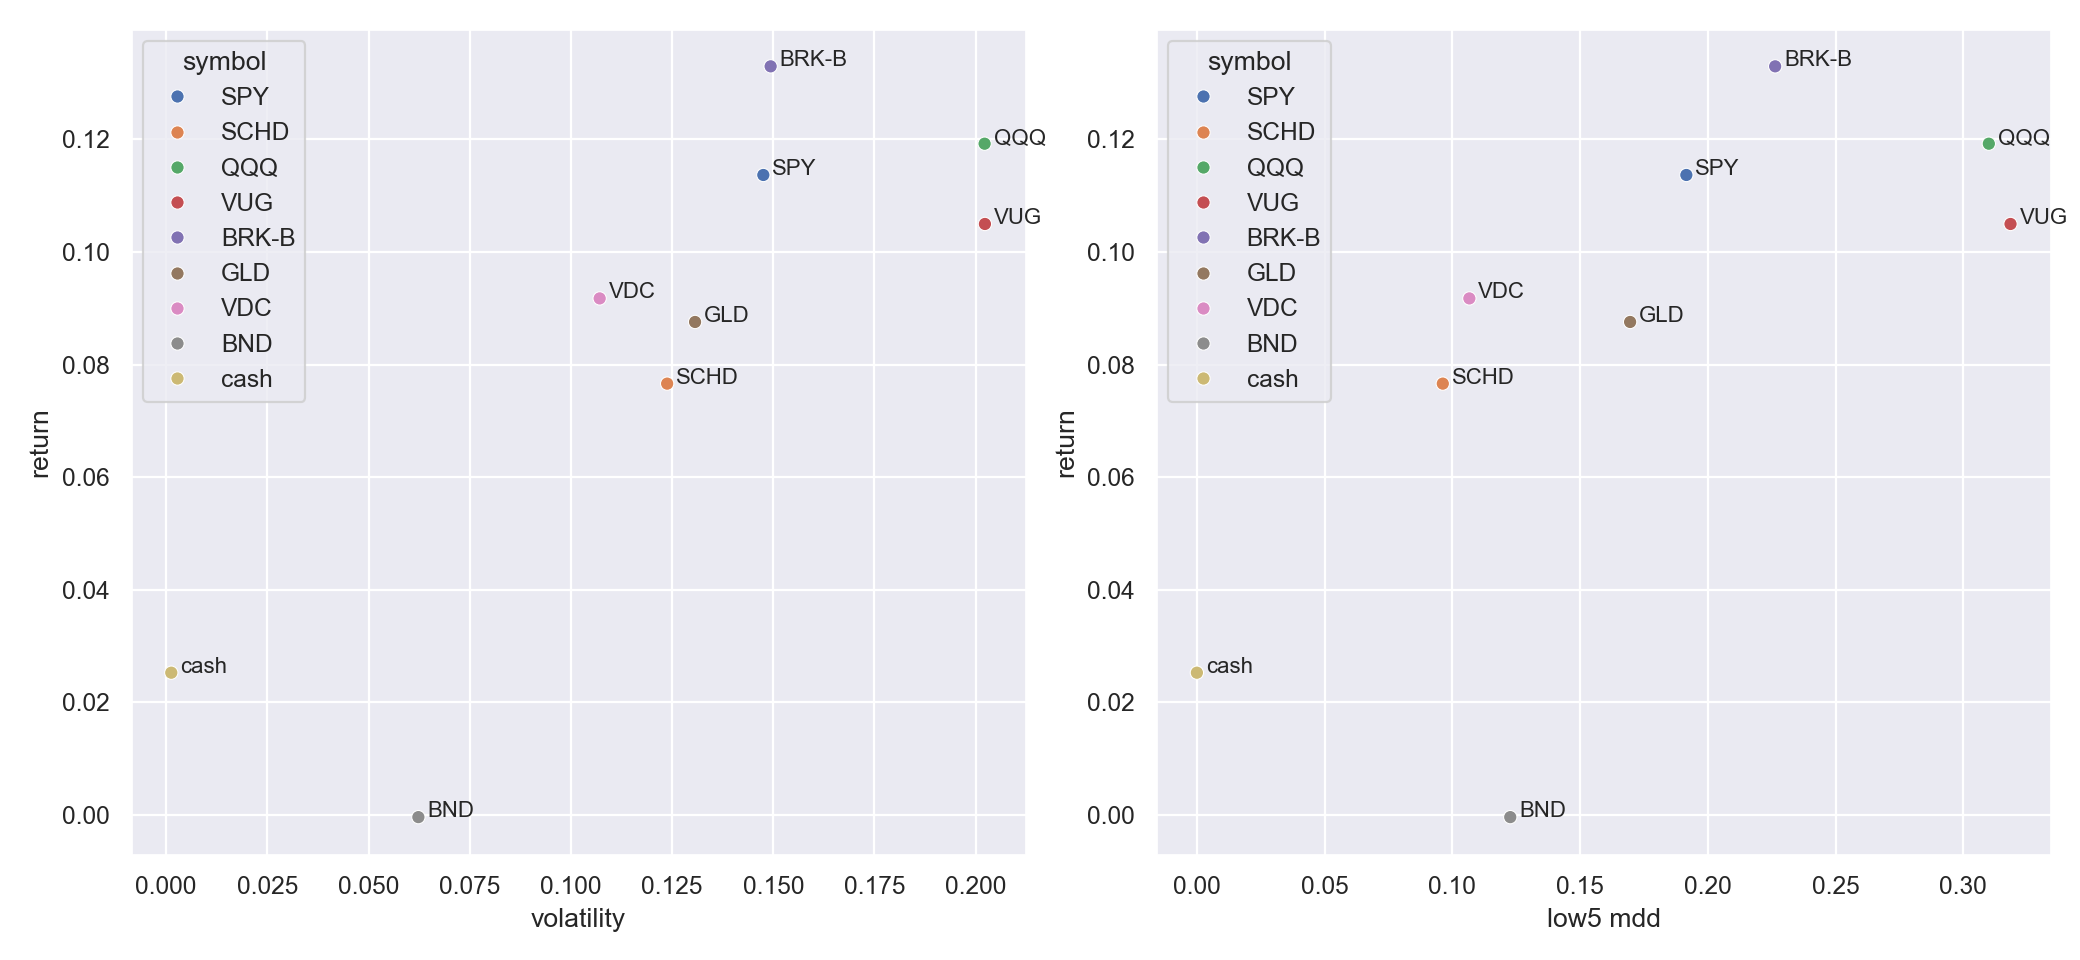 symbol
SPY
SCHD
QQQ
VUG
BRK-B
GLD
VDC
BND
cash
BRK-B
QQQ
SPY
VUG
VDC
GLD
SCHD
cash
BND
return
0.12
0.10
0.08
0.06
0.04
0.02
0.00
0.000 0.025 0.050 0.075 0.100 0.125 0.150 0.175 0.200
volatility
symbol
SPY
SCHD
QQQ
VUG
BRK-B
GLD
VDC
BND
cash
BRK-B
QQQ
SPY
VUG
VDC
GLD
SCHD
cash
BND
return
0.12
0.10
0.08
0.06
0.04
0.02
0.00
0.00 0.05 0.10 0.15 0.20 0.25 0.30
low5 mdd